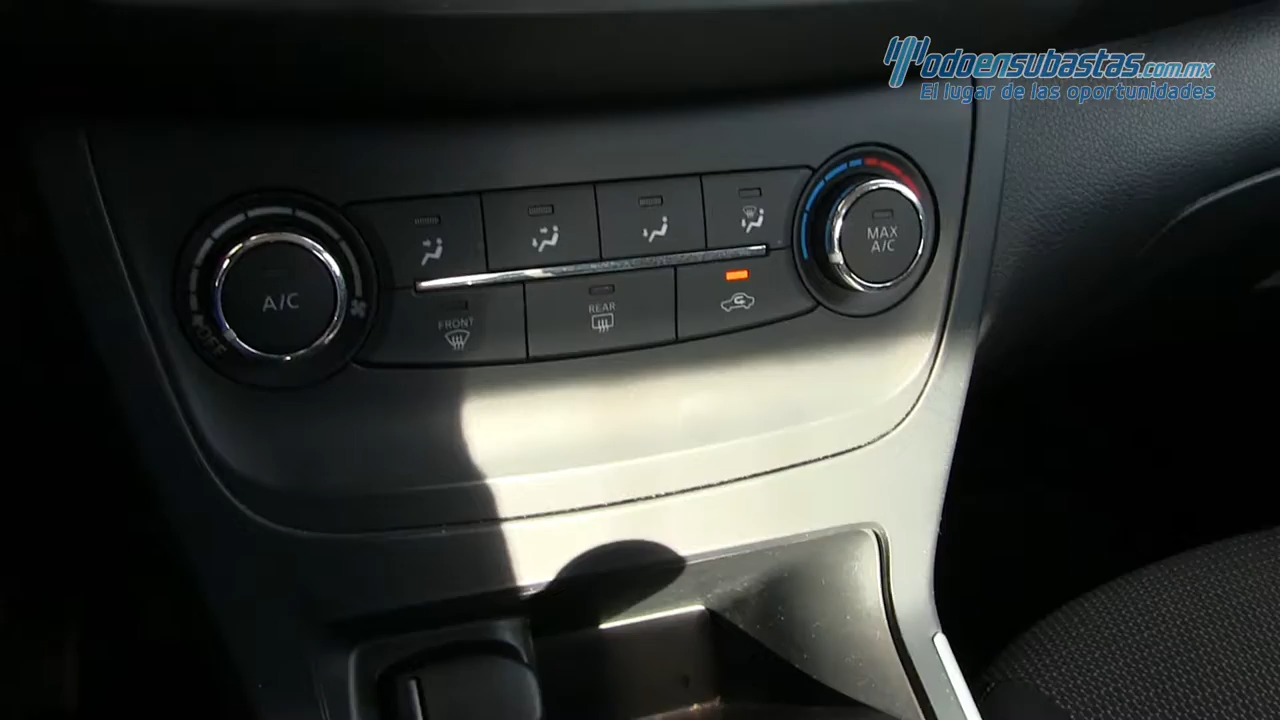 Todoensubastas.com.mx
El lugar de las oportunidades
MAX
A/C
A/C
OFF
FRONT
REAR